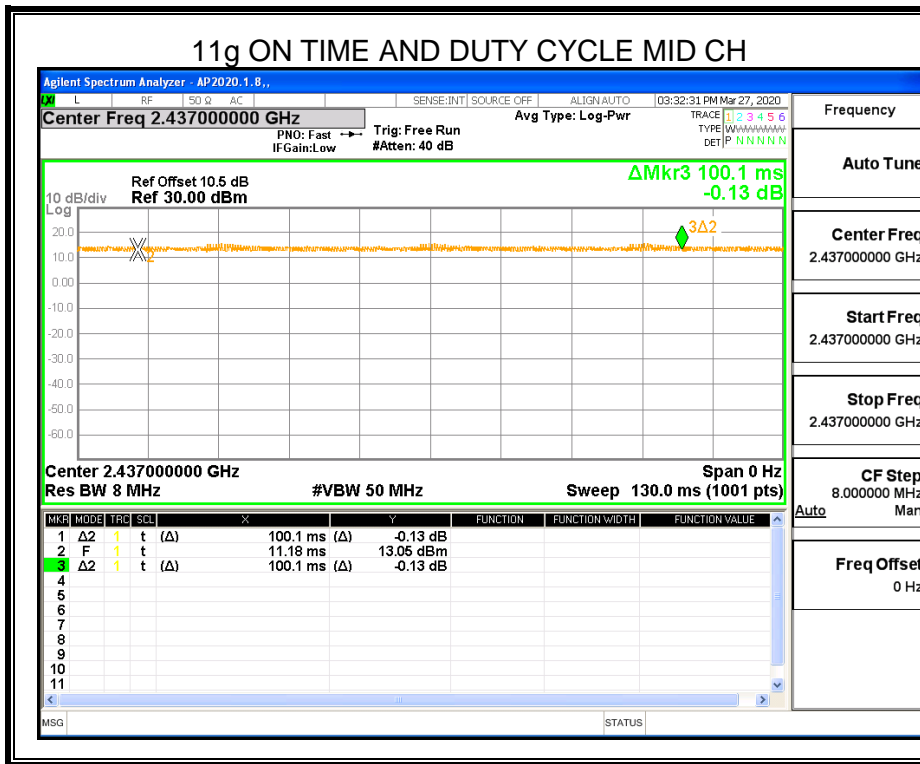 11g ON TIME AND DUTY CYCLE MID CH
Agilent Spectrum Analyzer - AP2020.1.8,,
LXI L RF 50 Ω AC SENSE:INT SOURCE OFF ALIGN AUTO 03:32:31 PM Mar 27, 2020
Center Freq 2.437000000 GHz
PNO: Fast
IFGain:Low
Trig: Free Run
#Atten: 40 dB
Avg Type: Log-Pwr
TRACE 1 2 3 4 5 6
TYPE WWWWWWW
DET P N N N N N
ΔMkr3 100.1 ms
-0.13 dB
Ref Offset 10.5 dB
10 dB/div Ref 30.00 dBm
Log
20.0
10.0
0.00
-10.0
-20.0
-30.0
-40.0
-50.0
-60.0
2
3Δ2
Center 2.437000000 GHz Span 0 Hz
Res BW 8 MHz #VBW 50 MHz Sweep 130.0 ms (1001 pts)
MKR MODE TRC SCL X Y FUNCTION FUNCTION WIDTH FUNCTION VALUE
1 Δ2 1 t (Δ) 100.1 ms (Δ) -0.13 dB
2 F 1 t 11.18 ms 13.05 dBm
3 Δ2 1 t (Δ) 100.1 ms (Δ) -0.13 dB
4
5
6
7
8
9
10
11
MSG STATUS
Frequency
Auto Tune
Center Freq
2.437000000 GHz
Start Freq
2.437000000 GHz
Stop Freq
2.437000000 GHz
CF Step
8.000000 MHz
Auto Man
Freq Offset
0 Hz